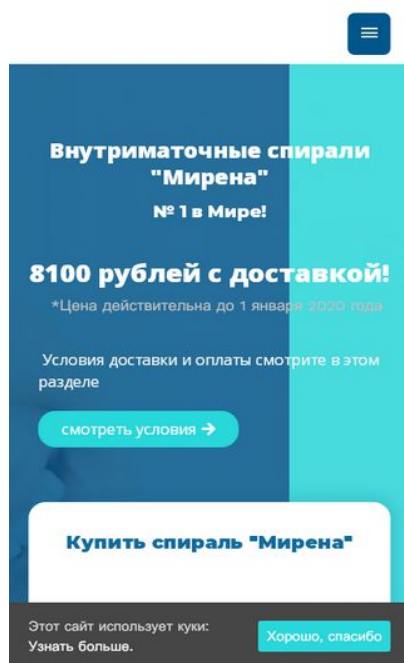 Внутриматочные спирали
"Мирена"
№ 1 в Мире!
8100 рублей с доставкой!
*Цена действительна до 1 января 2020 года
Условия доставки и оплаты смотрите в этом
разделе
смотреть условия →
Купить спираль "Мирена"
Этот сайт использует куки:
Узнать больше.
Хорошо, спасибо